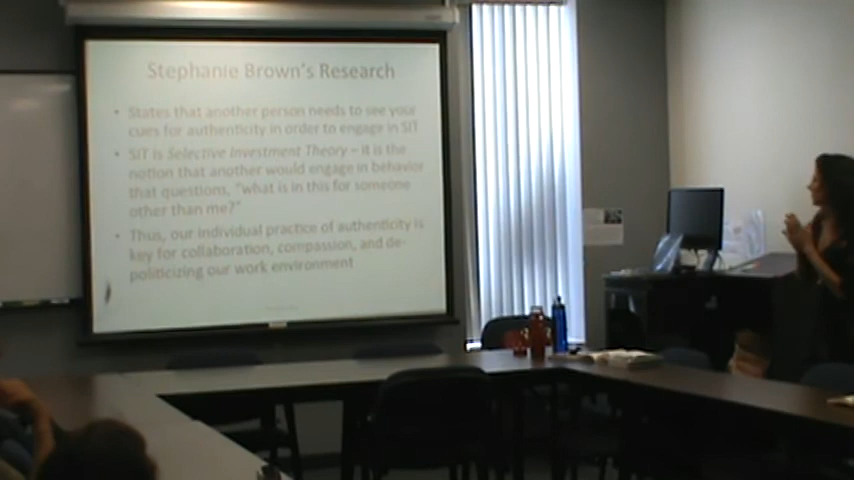 Stephanie Brown's Research
• States that another person needs to see your
cues for authenticity in order to engage in SIT
• SIT is Selective Investment Theory – it is the
notion that another would engage in behavior
that questions, "what is in this for someone
other than me?"
• Thus, our individual practice of authenticity is
key for collaboration, compassion, and de-
politicizing our work environment